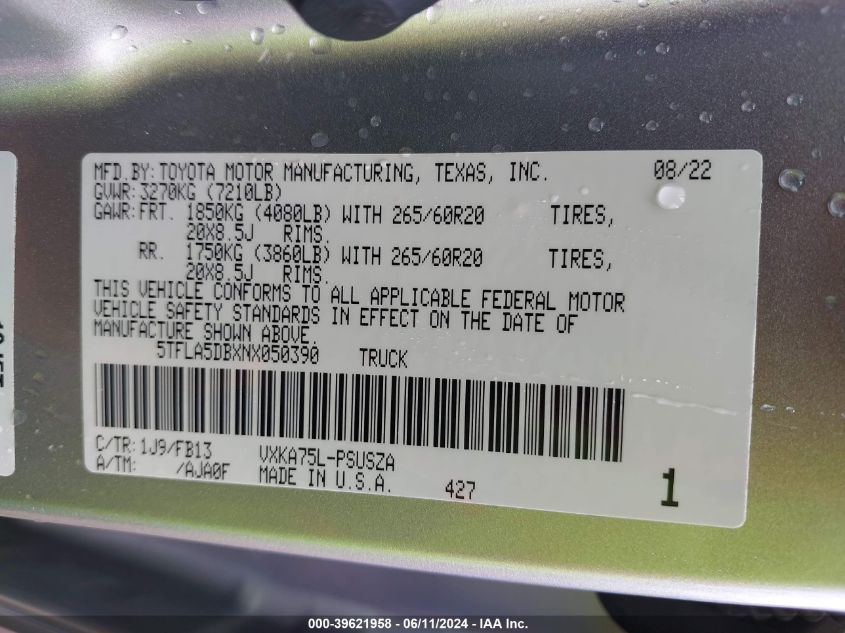 MFD.BY: TOYOTA MOTOR MANUFACTURING, TEXAS, INC. 08/22
GVWR:3270KG (7210LB)
GAWR:FRT. 1850KG (4080LB) WITH 265/60R20 TIRES,
20X8.5J RIMS.
RR. 1750KG (3860LB) WITH 265/60R20 TIRES,
20X8.5J RIMS.
THIS VEHICLE CONFORMS TO ALL APPLICABLE FEDERAL MOTOR
VEHICLE SAFETY STANDARDS IN EFFECT ON THE DATE OF
MANUFACTURE SHOWN ABOVE.
5TFLA5DBXNX050390 TRUCK
C/TR: 1J9/FB13 VXKA75L-PSUSZA
A/TM: /AJA0F MADE IN U.S.A. 427 1
000-39621958 - 06/11/2024 - IAA Inc.